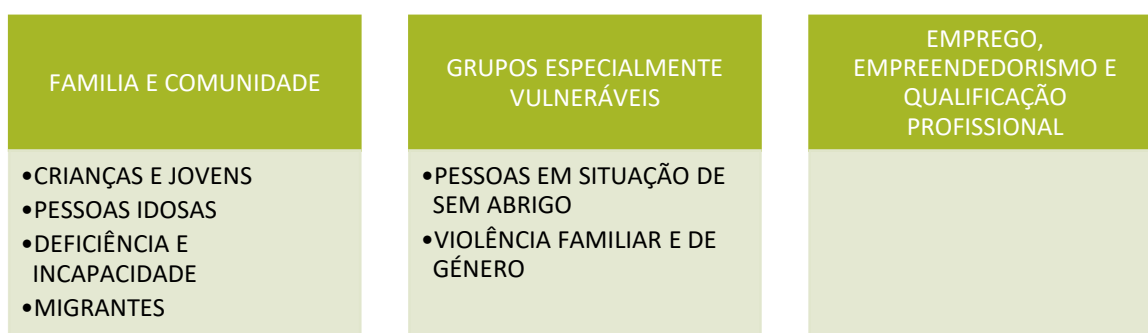 FAMILIA E COMUNIDADE
•CRIANÇAS E JOVENS
•PESSOAS IDOSAS
•DEFICIÊNCIA E
INCAPACIDADE
•MIGRANTES
GRUPOS ESPECIALMENTE
VULNERÁVEIS
•PESSOAS EM SITUAÇÃO DE
SEM ABRIGO
•VIOLÊNCIA FAMILIAR E DE
GÉNERO
EMPREGO,
EMPREENDEDORISMO E
QUALIFICAÇÃO
PROFISSIONAL